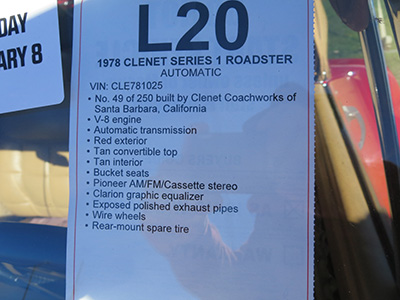 DAY
ARY 8
L20
1978 CLENET SERIES 1 ROADSTER
AUTOMATIC
VIN: CLE781025
• No. 49 of 250 built by Clenet Coachworks of
Santa Barbara, California
• V-8 engine
• Automatic transmission
• Red exterior
• Tan convertible top
• Tan interior
• Bucket seats
• Pioneer AM/FM/Cassette stereo
• Clarion graphic equalizer
• Exposed polished exhaust pipes
• Wire wheels
• Rear-mount spare tire